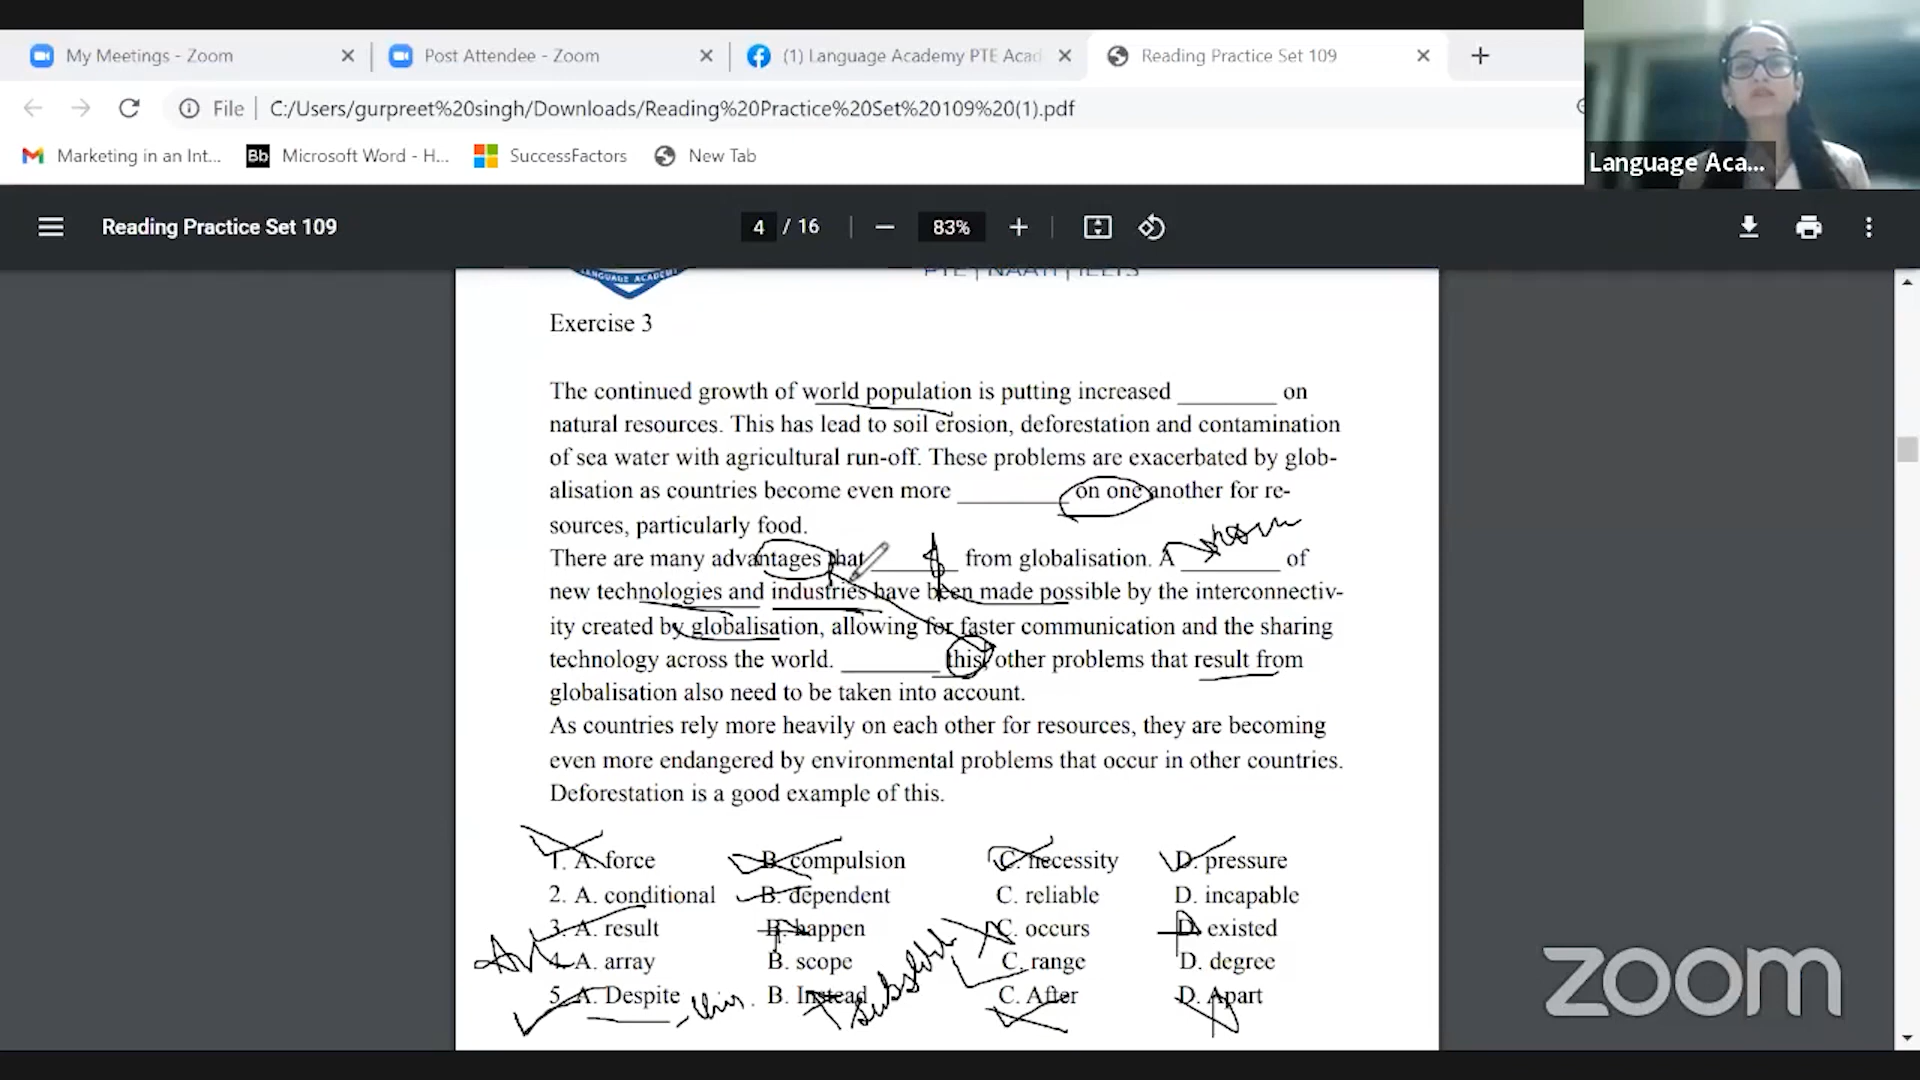 My Meetings - Zoom
Post Attendee - Zoom
(1) Language Academy PTE Acad
Reading Practice Set 109
File
C:/Users/gurpreet%20singh/Downloads/Reading%20Practice%20Set%20109%20(1).pdf
Marketing in an Int...
Bb Microsoft Word - H...
SuccessFactors
New Tab
Language Aca...
Reading Practice Set 109
4 / 16
83%
LANGUAGE ACADEMY
PTE | NAATI | IELTS
Exercise 3
The continued growth of world population is putting increased ________ on
natural resources. This has lead to soil erosion, deforestation and contamination
of sea water with agricultural run-off. These problems are exacerbated by glob-
alisation as countries become even more _________ on one another for re-
sources, particularly food.
There are many advantages that _______ from globalisation. A ________ of
new technologies and industries have been made possible by the interconnectiv-
ity created by globalisation, allowing for faster communication and the sharing
technology across the world. ________ this, other problems that result from
globalisation also need to be taken into account.
As countries rely more heavily on each other for resources, they are becoming
even more endangered by environmental problems that occur in other countries.
Deforestation is a good example of this.
1. A. force B. compulsion C. necessity D. pressure
2. A. conditional B. dependent C. reliable D. incapable
3. A. result B. happen C. occurs D. existed
4. A. array B. scope C. range D. degree
5. A. Despite this. B. Instead C. After D. Apart
zoom